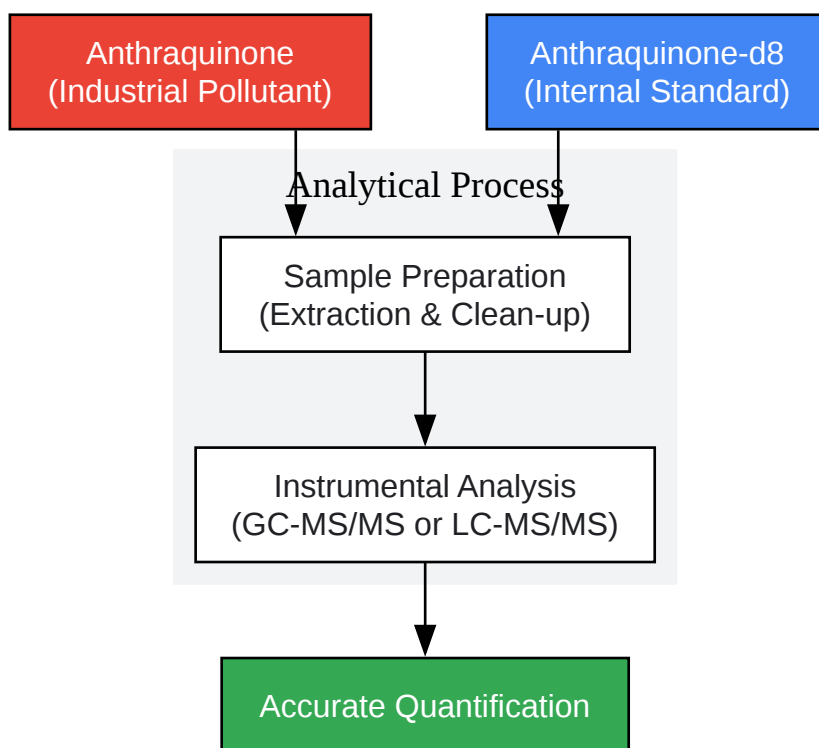 Anthraquinone
(Industrial Pollutant)
Anthraquinone-d8
(Internal Standard)
Analytical Process
Sample Preparation
(Extraction & Clean-up)
Instrumental Analysis
(GC-MS/MS or LC-MS/MS)
Accurate Quantification